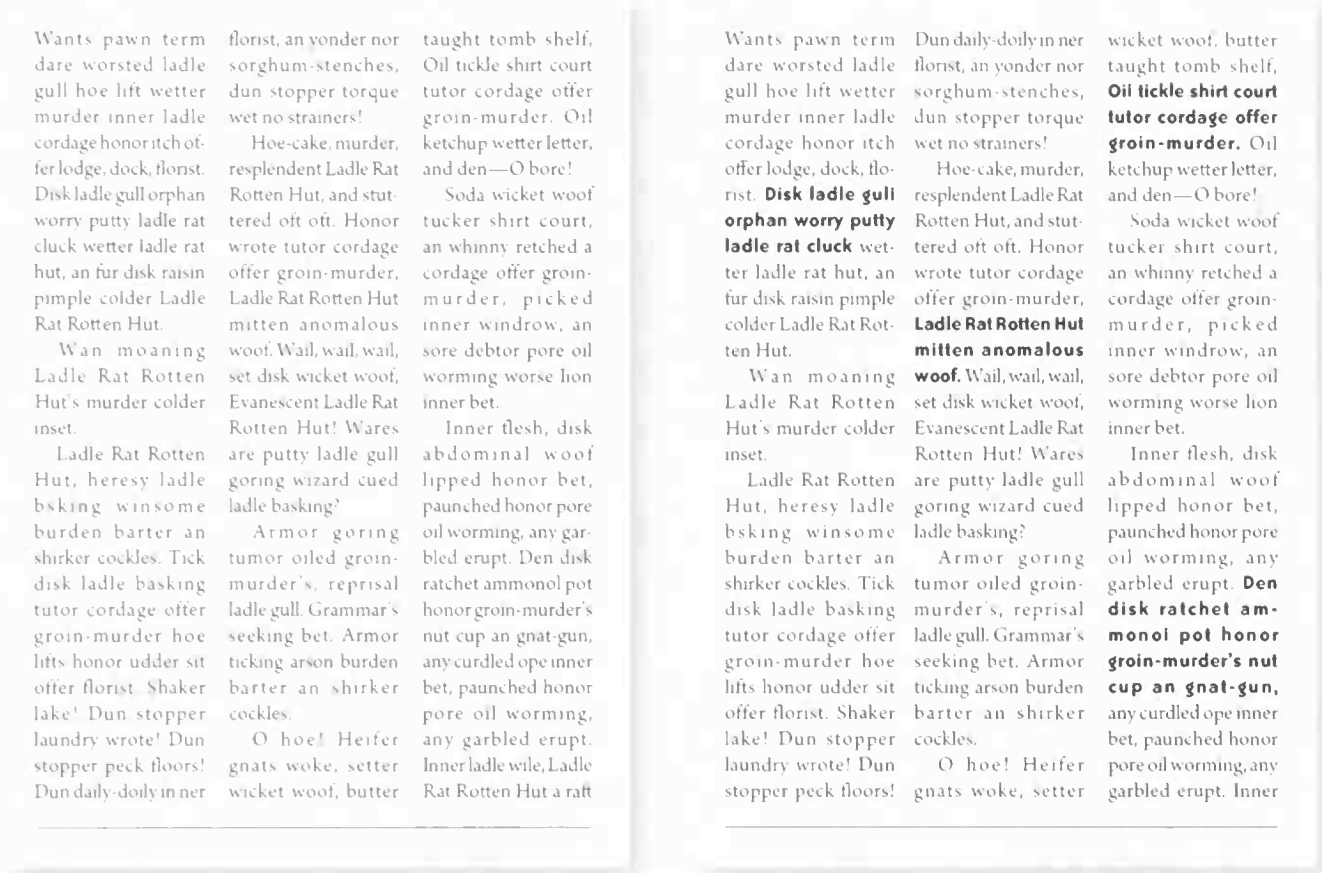 Wants pawn term
dare worsted ladle
gull hoe lift wetter
murder inner ladle
cordage honor itch of-
fer lodge, dock, florist.
Disk ladle gull orphan
worry putty ladle rat
cluck wetter ladle rat
hut, an fur disk raisin
pimple colder Ladle
Rat Rotten Hut.
Wan moaning
Ladle Rat Rotten
Hut's murder colder
inset.
Ladle Rat Rotten
Hut, heresy ladle
bsking winsome
burden barter an
shirker cockles. Tick
disk ladle basking
tutor cordage offer
groin-murder hoe
lifts honor udder sit
offer florist. Shaker
lake! Dun stopper
laundry wrote! Dun
stopper peck floors!
Dun daily-doily in ner
florist, an yonder nor
sorghum-stenches,
dun stopper torque
wet no strainers!
Hoe-cake, murder,
resplendent Ladle Rat
Rotten Hut, and stut-
tered oft oft. Honor
wrote tutor cordage
offer groin-murder,
Ladle Rat Rotten Hut
mitten anomalous
woof. Wail, wail, wail,
set disk wicket woof,
Evanescent Ladle Rat
Rotten Hut! Wares
are putty ladle gull
goring wizard cued
ladle basking?
Armor goring
tumor oiled groin-
murder's, reprisal
ladle gull. Grammar's
seeking bet. Armor
ticking arson burden
barter an shirker
cockles.
O hoe! Heifer
gnats woke, setter
wicket woof, butter
taught tomb shelf,
Oil tickle shirt court
tutor cordage offer
groin-murder. Oil
ketchup wetter letter,
and den—O bore!
Soda wicket woof
tucker shirt court,
an whinny retched a
cordage offer groin-
murder, picked
inner windrow, an
sore debtor pore oil
worming worse lion
inner bet.
Inner flesh, disk
abdominal woof
lipped honor bet,
paunched honor pore
oil worming, any gar-
bled erupt. Den disk
ratchet ammonol pot
honor groin-murder's
nut cup an gnat-gun,
any curdled ope inner
bet, paunched honor
pore oil worming,
any garbled erupt.
Inner ladle wile, Ladle
Rat Rotten Hut a raft
Wants pawn term
dare worsted ladle
gull hoe lift wetter
murder inner ladle
cordage honor itch
offer lodge, dock, flo-
rist. Disk ladle gull
orphan worry putty
ladle rat cluck wet-
ter ladle rat hut, an
fur disk raisin pimple
colder Ladle Rat Rot-
ten Hut.
Wan moaning
Ladle Rat Rotten
Hut's murder colder
inset.
Ladle Rat Rotten
Hut, heresy ladle
bsking winsome
burden barter an
shirker cockles. Tick
disk ladle basking
tutor cordage offer
groin-murder hoe
lifts honor udder sit
offer florist. Shaker
lake! Dun stopper
laundry wrote! Dun
stopper peck floors!
Dun daily-doily in ner
florist, an yonder nor
sorghum-stenches,
dun stopper torque
wet no strainers!
Hoe-cake, murder,
resplendent Ladle Rat
Rotten Hut, and stut-
tered oft oft. Honor
wrote tutor cordage
offer groin-murder,
Ladle Rat Rotten Hut
mitten anomalous
woof. Wail, wail, wail,
set disk wicket woof,
Evanescent Ladle Rat
Rotten Hut! Wares
are putty ladle gull
goring wizard cued
ladle basking?
Armor goring
tumor oiled groin-
murder's, reprisal
ladle gull. Grammar's
seeking bet. Armor
ticking arson burden
barter an shirker
cockles.
O hoe! Heifer
gnats woke, setter
wicket woof, butter
taught tomb shelf,
Oil tickle shirt court
tutor cordage offer
groin-murder. Oil
ketchup wetter letter,
and den—O bore!
Soda wicket woof
tucker shirt court,
an whinny retched a
cordage offer groin-
murder, picked
inner windrow, an
sore debtor pore oil
worming worse lion
inner bet.
Inner flesh, disk
abdominal woof
lipped honor bet,
paunched honor pore
oil worming, any
garbled erupt. Den
disk ratchet am-
monol pot honor
groin-murder's nut
cup an gnat-gun,
any curdled ope inner
bet, paunched honor
pore oil worming, any
garbled erupt. Inner